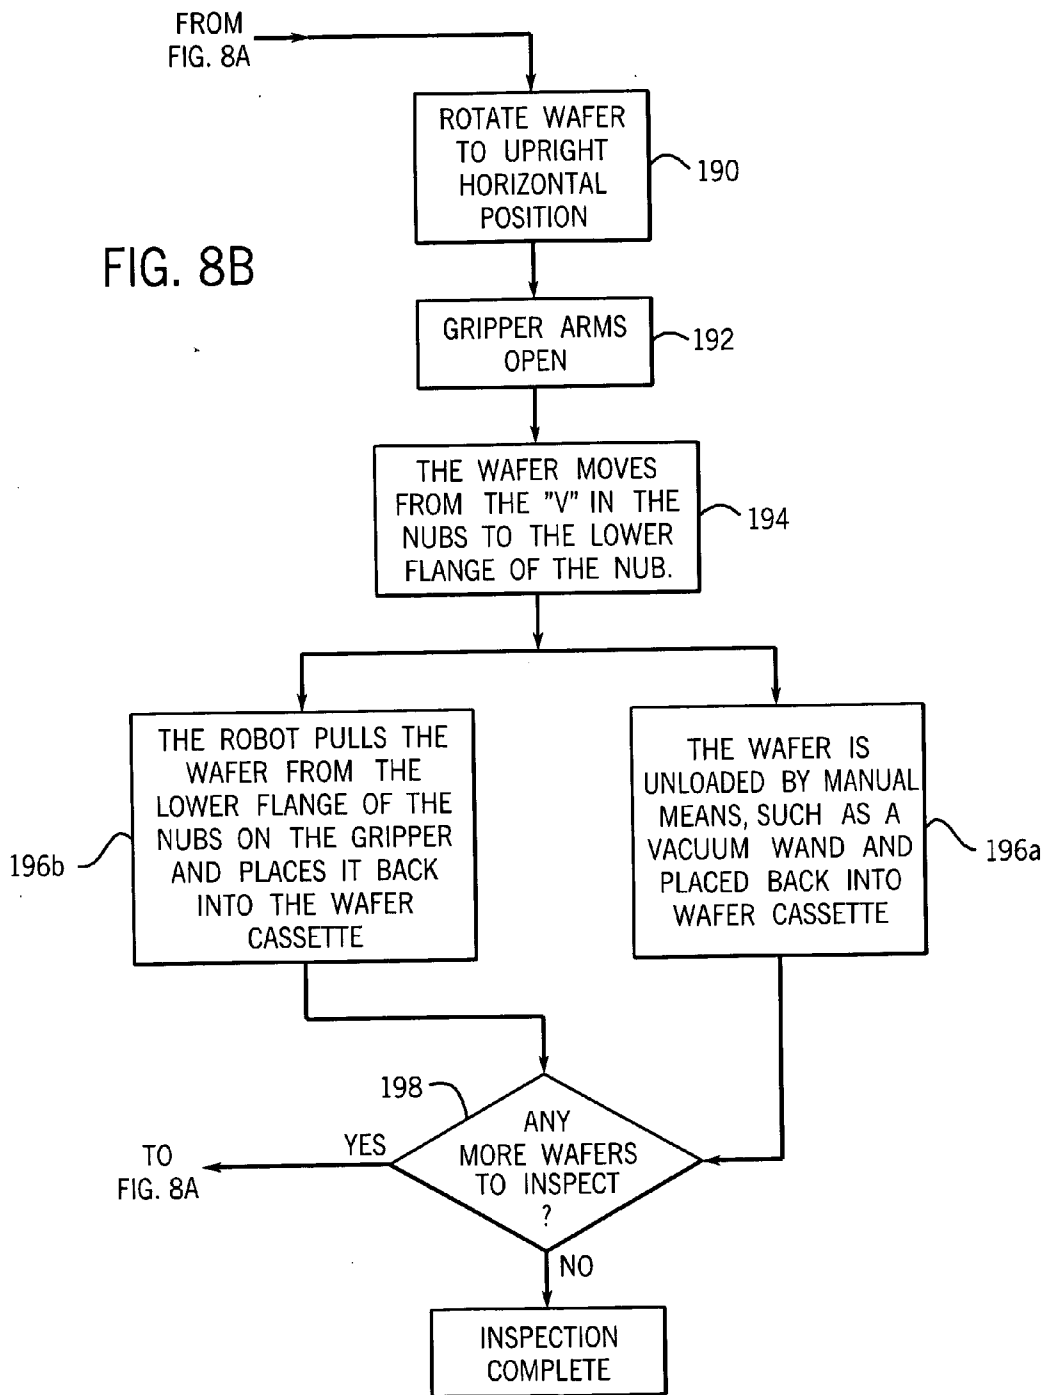 FROM
FIG. 8A
ROTATE WAFER
TO UPRIGHT
HORIZONTAL
POSITION
190
FIG. 8B
GRIPPER ARMS
OPEN
192
THE WAFER MOVES
FROM THE "V" IN THE
NUBS TO THE LOWER
FLANGE OF THE NUB.
194
THE ROBOT PULLS THE
WAFER FROM THE
LOWER FLANGE OF THE
NUBS ON THE GRIPPER
AND PLACES IT BACK
INTO THE WAFER
CASSETTE
196b
THE WAFER IS
UNLOADED BY MANUAL
MEANS, SUCH AS A
VACUUM WAND AND
PLACED BACK INTO
WAFER CASSETTE
196a
198
ANY
MORE WAFERS
TO INSPECT
?
YES
TO
FIG. 8A
NO
INSPECTION
COMPLETE